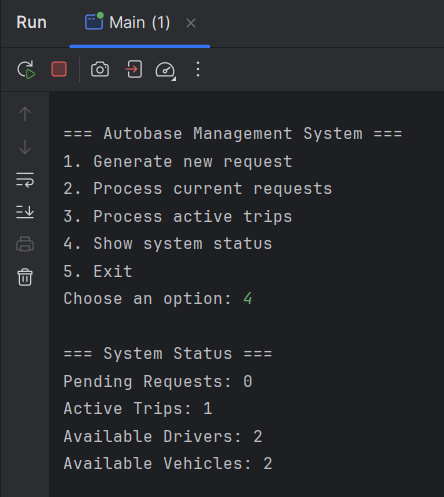 Run
Main (1)
=== Autobase Management System ===
1. Generate new request
2. Process current requests
3. Process active trips
4. Show system status
5. Exit
Choose an option: 4
=== System Status ===
Pending Requests: 0
Active Trips: 1
Available Drivers: 2
Available Vehicles: 2